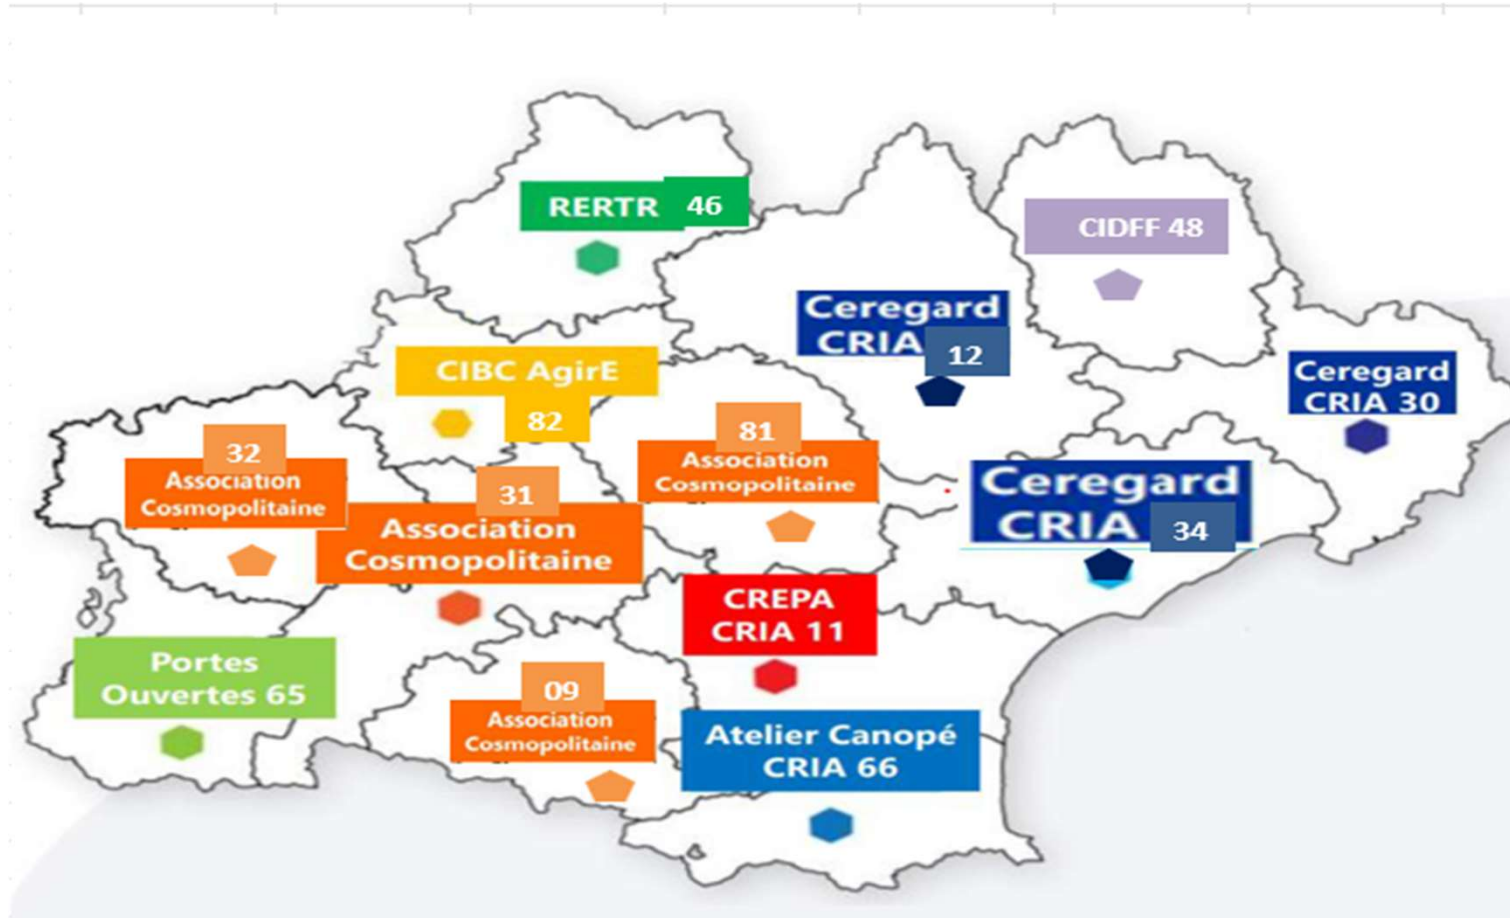 RERTR 46
CIDFF 48
Ceregard
CRIA 12
CIBC AgirE
82
Ceregard
CRIA 30
32
Association
Cosmopolitaine
31
Association
Cosmopolitaine
81
Association
Cosmopolitaine
Ceregard
CRIA 34
CREPA
CRIA 11
Portes
Ouvertes 65
09
Association
Cosmopolitaine
Atelier Canopé
CRIA 66